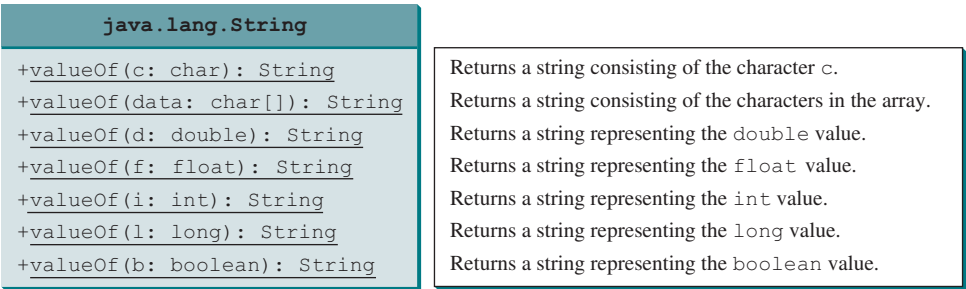 java.lang.String
+valueOf(c: char): String
Returns a string consisting of the character c.
+valueOf(data: char[]): String
Returns a string consisting of the characters in the array.
+valueOf(d: double): String
Returns a string representing the double value.
+valueOf(f: float): String
Returns a string representing the float value.
+valueOf(i: int): String
Returns a string representing the int value.
+valueOf(l: long): String
Returns a string representing the long value.
+valueOf(b: boolean): String
Returns a string representing the boolean value.